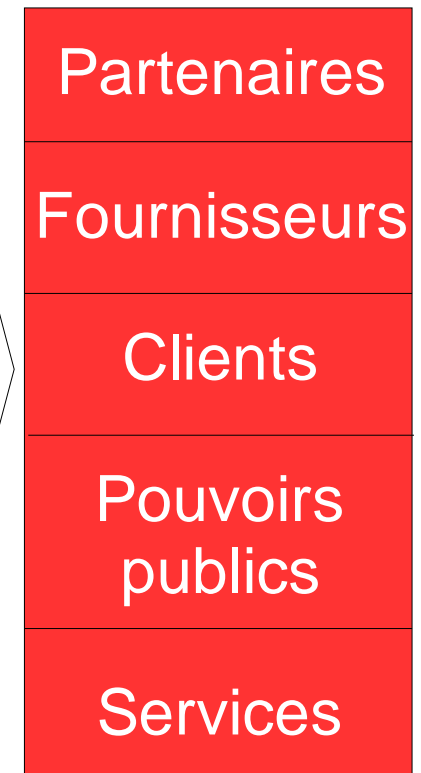 Partenaires
Fournisseurs
Clients
Pouvoirs
publics
Services